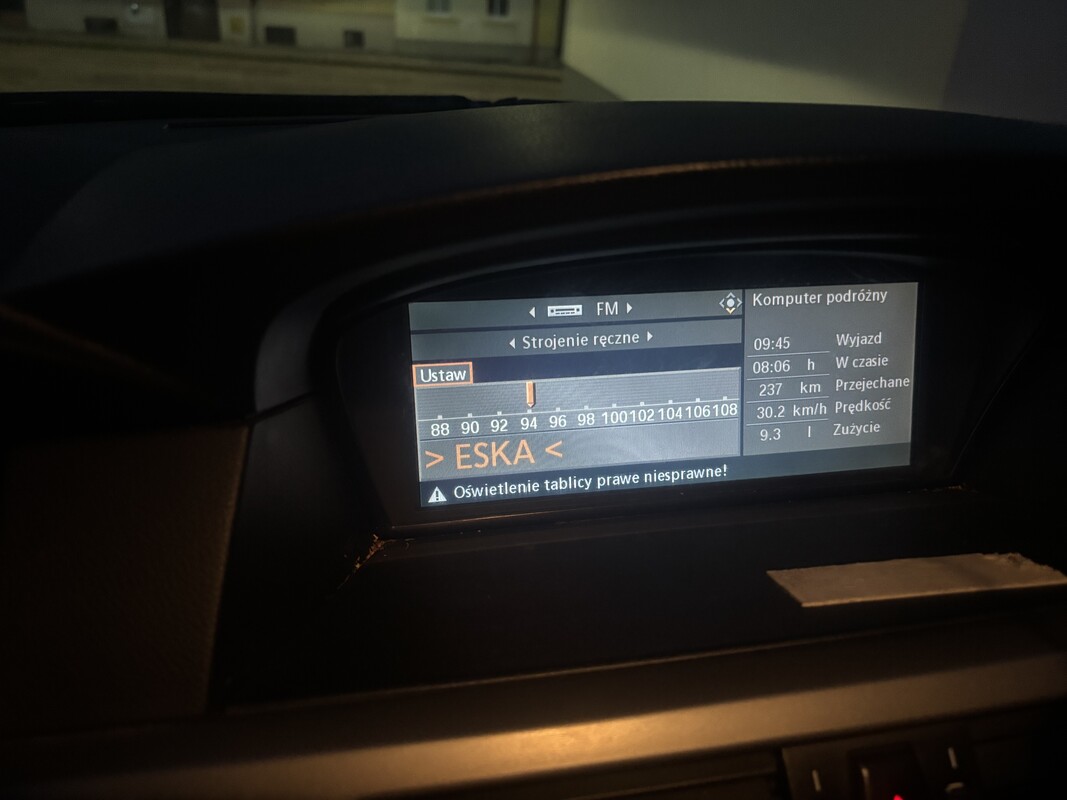 FM
Strojenie ręczne
Ustaw
88 90 92 94 96 98 100 102 104 106 108
> ESKA <
Oświetlenie tablicy prawe niesprawne!
Komputer podróżny
09:45 Wyjazd
08:06 h W czasie
237 km Przejechane
30.2 km/h Prędkość
9.3 l Zużycie